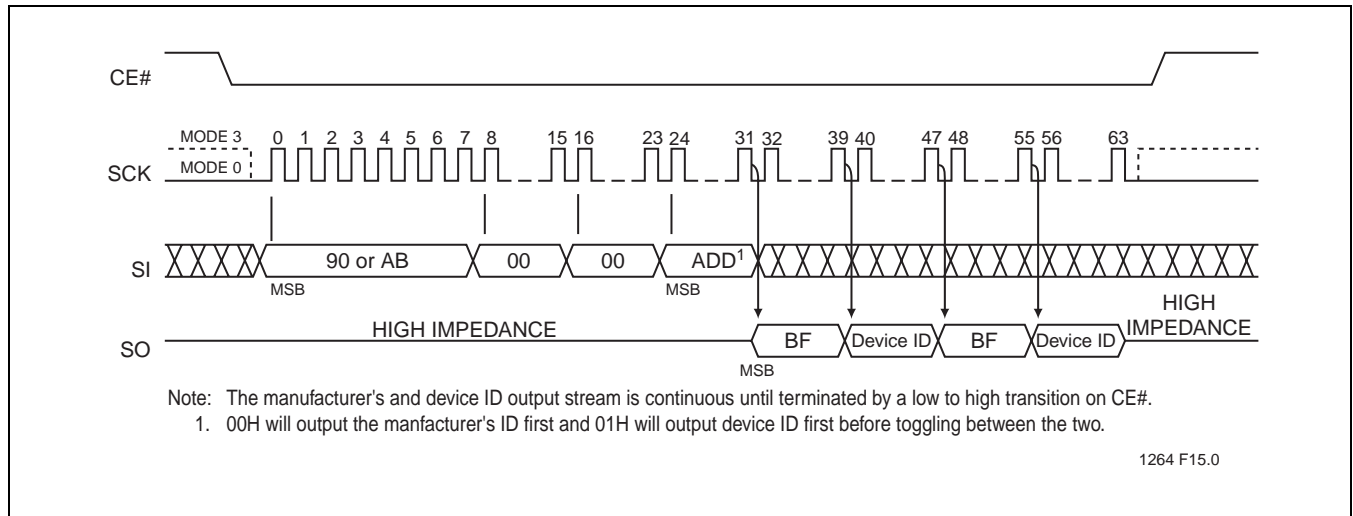 CE#
MODE 3
0 1 2 3 4 5 6 7 8 15 16 23 24 31 32 39 40 47 48 55 56 63
SCK
MODE 0
SI
90 or AB 00 00 ADD1
MSB MSB
HIGH IMPEDANCE
HIGH IMPEDANCE
SO
BF Device ID BF Device ID
MSB
Note: The manufacturer's and device ID output stream is continuous until terminated by a low to high transition on CE#.
1. 00H will output the manfacturer's ID first and 01H will output device ID first before toggling between the two.
1264 F15.0